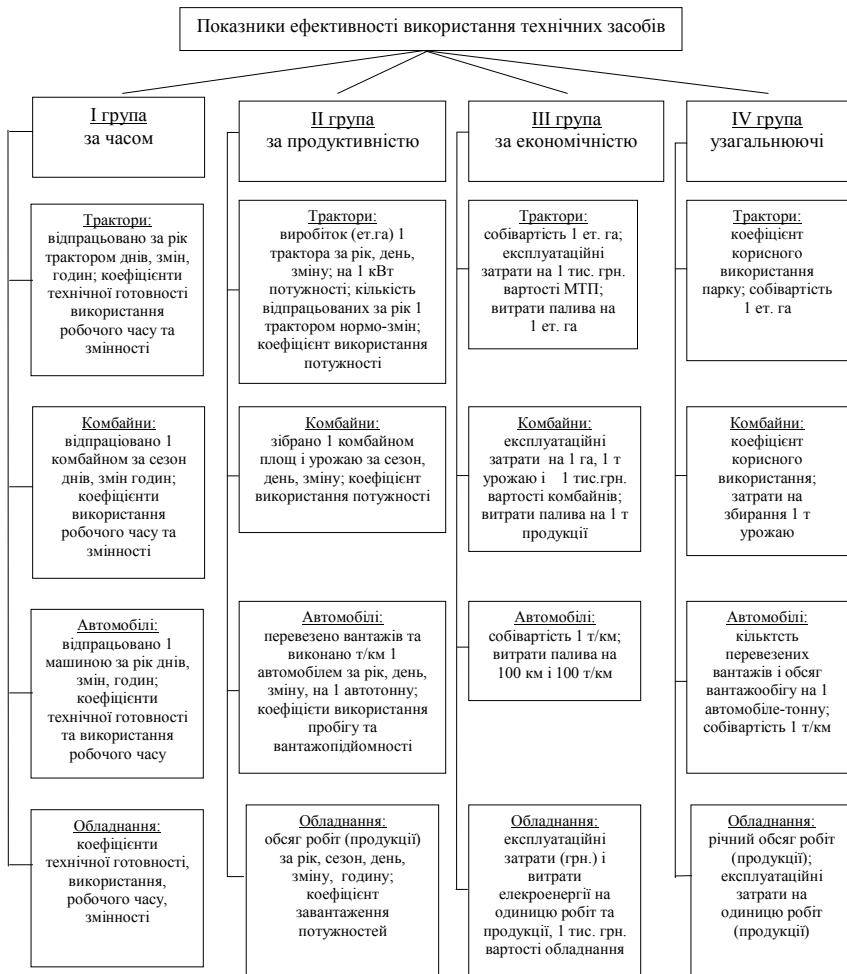 Показники ефективності використання технічних засобів
І група
за часом
Трактори:
відпрацьовано за рік
трактором днів, змін,
годин; коефіцієнти
технічної готовності
використання
робочого часу та
змінності
Комбайни:
відпраціовано 1
комбайном за сезон
днів, змін годин;
коефіцієнти
використання
робочого часу та
змінності
Автомобілі:
відпрацьовано 1
машиною за рік днів,
змін, годин;
коефіцієнти
технічної готовності
та використання
робочого часу
Обладнання:
коефіцієнти
технічної готовності,
використання,
робочого часу,
змінності
ІІ група
за продуктивністю
Трактори:
виробіток (ет.га) 1
трактора за рік, день,
зміну; на 1 кВт
потужності; кількість
відпрацьованих за рік 1
трактором нормо-змін;
коефіцієнт використання
потужності
Комбайни:
зібрано 1 комбайном
площ і урожаю за сезон,
день, зміну; коефіцієнт
використання потужності
Автомобілі:
перевезено вантажів та
виконано т/км 1
автомобілем за рік, день,
зміну, на 1 автотонну;
коефіцієти використання
пробігу та
вантажопідйомності
Обладнання:
обсяг робіт (продукції)
за рік, сезон, день,
зміну, годину;
коефіцієнт
завантаження
потужностей
ІІІ група
за економічністю
Трактори:
собівартість 1 ет. га;
експлуатаційні
затрати на 1 тис. грн.
вартості МТП;
витрати палива на
1 ет. га
Комбайни:
експлуатаційні
затрати на 1 га, 1 т
урожаю і 1 тис.грн.
вартості комбайнів;
витрати палива на 1 т
продукції
Автомобілі:
собівартість 1 т/км;
витрати палива на
100 км і 100 т/км
Обладнання:
експлуатаційні
затрати (грн.) і
витрати
елекроенергії на
одиницю робіт та
продукції, 1 тис. грн.
вартості обладнання
IV група
узагальнюючі
Трактори:
коефіцієнт
корисного
використання
парку; собівартість
1 ет. га
Комбайни:
коефіцієнт
корисного
використання;
затрати на
збирання 1 т
урожаю
Автомобілі:
кільктсть
перевезених
вантажів і обсяг
вантажообігу на 1
автомобіле-тонну;
собівартість 1 т/км
Обладнання:
річний обсяг робіт
(продукції);
експлуатаційні
затрати на
одиницю робіт
(продукції)